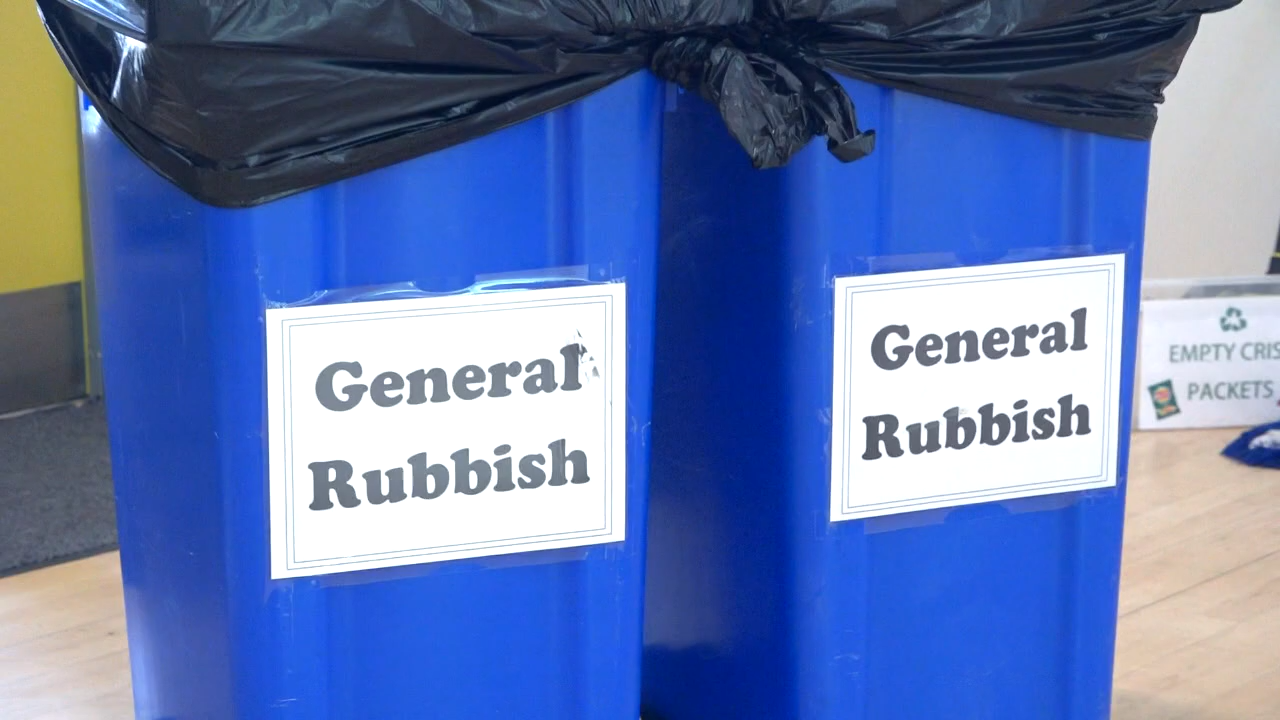 General
Rubbish
General
Rubbish
EMPTY CRIS
PACKETS